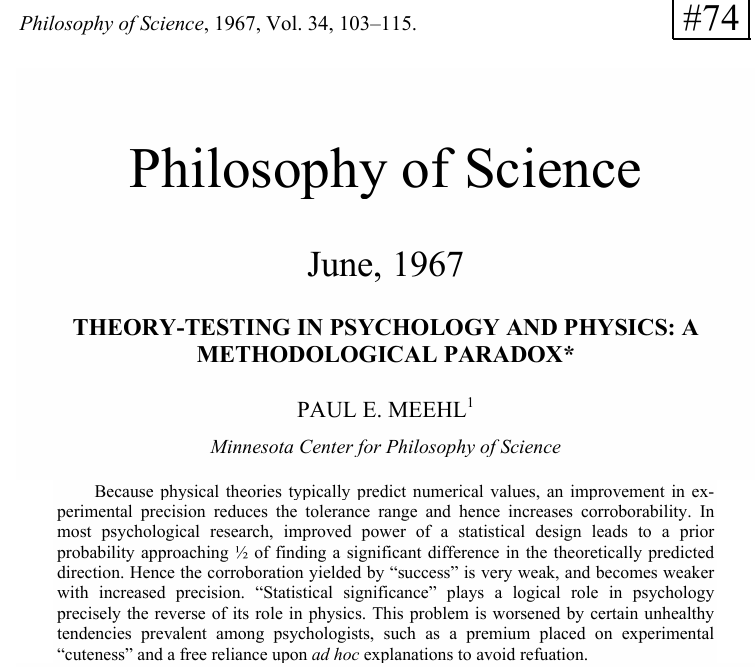 Philosophy of Science, 1967, Vol. 34, 103–115.
#74
Philosophy of Science
June, 1967
THEORY-TESTING IN PSYCHOLOGY AND PHYSICS: A
METHODOLOGICAL PARADOX*
PAUL E. MEEHL1
Minnesota Center for Philosophy of Science
Because physical theories typically predict numerical values, an improvement in ex-
perimental precision reduces the tolerance range and hence increases corroborability. In
most psychological research, improved power of a statistical design leads to a prior
probability approaching ½ of finding a significant difference in the theoretically predicted
direction. Hence the corroboration yielded by “success” is very weak, and becomes weaker
with increased precision. “Statistical significance” plays a logical role in psychology
precisely the reverse of its role in physics. This problem is worsened by certain unhealthy
tendencies prevalent among psychologists, such as a premium placed on experimental
“cuteness” and a free reliance upon ad hoc explanations to avoid refuation.